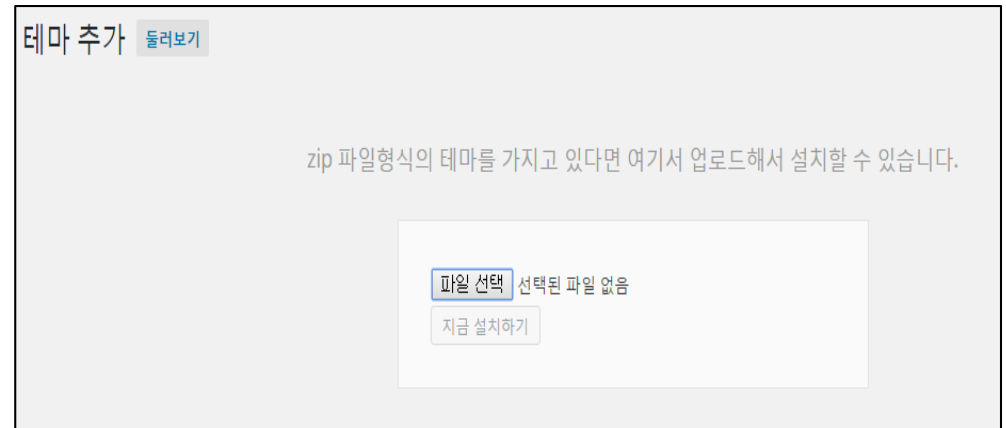 테마 추가 둘러보기
zip 파일형식의 테마를 가지고 있다면 여기서 업로드해서 설치할 수 있습니다.
파일 선택 선택된 파일 없음
지금 설치하기